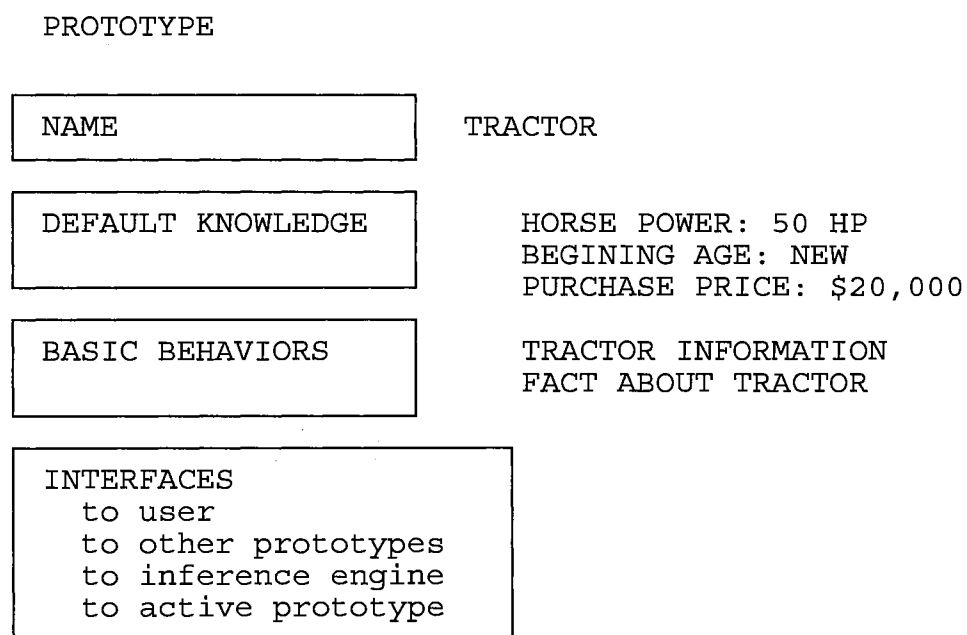 PROTOTYPE
NAME TRACTOR
DEFAULT KNOWLEDGE HORSE POWER: 50 HP
BEGINING AGE: NEW
PURCHASE PRICE: $20,000
BASIC BEHAVIORS TRACTOR INFORMATION
FACT ABOUT TRACTOR
INTERFACES
to user
to other prototypes
to inference engine
to active prototype